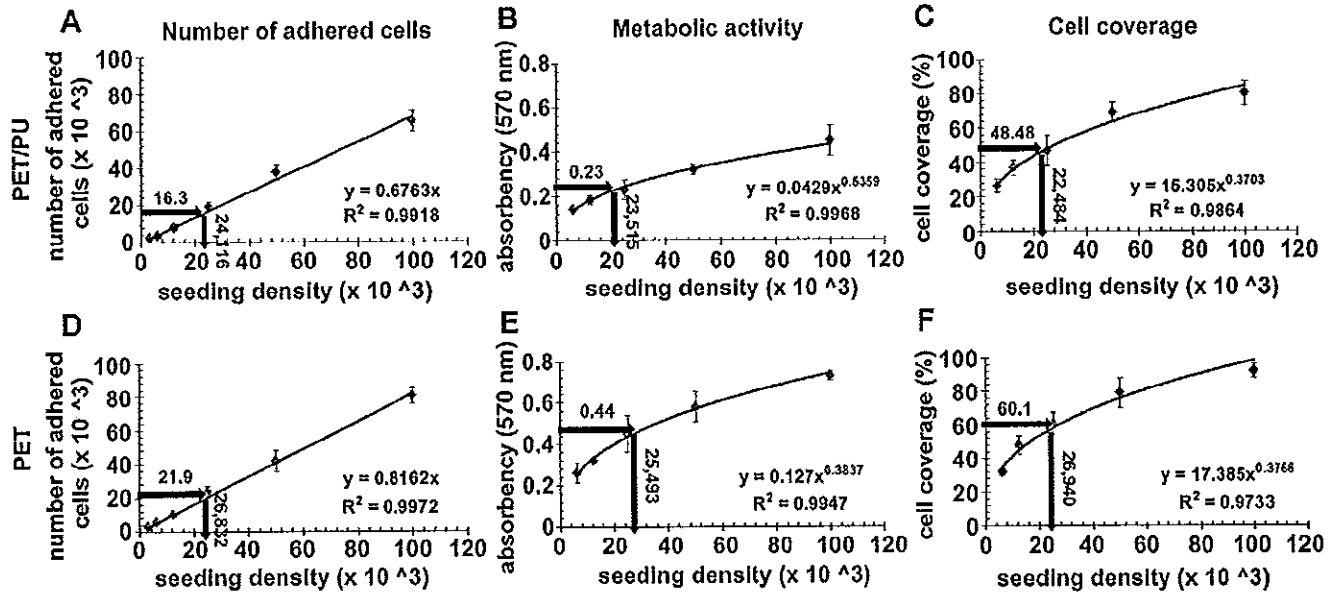 A
Number of adhered cells
B
Metabolic activity
C
Cell coverage
PET/PU
number of adhered
cells (x 10 ^3)
100
80
60
40
20
0
16.3
24,116
y = 0.6763x
R² = 0.9918
0 20 40 60 80 100 120
seeding density (x 10 ^3)
absorbency (570 nm)
0.8
0.6
0.4
0.2
0
0.23
23,515
y = 0.0429x^0.5359
R² = 0.9968
0 20 40 60 80 100 120
seeding density (x 10 ^3)
cell coverage (%)
100
80
60
40
20
0
48.48
22,484
y = 15.305x^0.3703
R² = 0.9864
0 20 40 60 80 100 120
seeding density (x 10 ^3)
D
E
F
PET
number of adhered
cells (x 10 ^3)
100
80
60
40
20
0
21.9
26,832
y = 0.8162x
R² = 0.9972
0 20 40 60 80 100 120
seeding density (x 10 ^3)
absorbency (570 nm)
0.8
0.6
0.4
0.2
0
0.44
25,493
y = 0.127x^0.3837
R² = 0.9947
0 20 40 60 80 100 120
seeding density (x 10 ^3)
cell coverage (%)
100
80
60
40
20
0
60.1
26,940
y = 17.385x^0.3766
R² = 0.9733
0 20 40 60 80 100 120
seeding density (x 10 ^3)